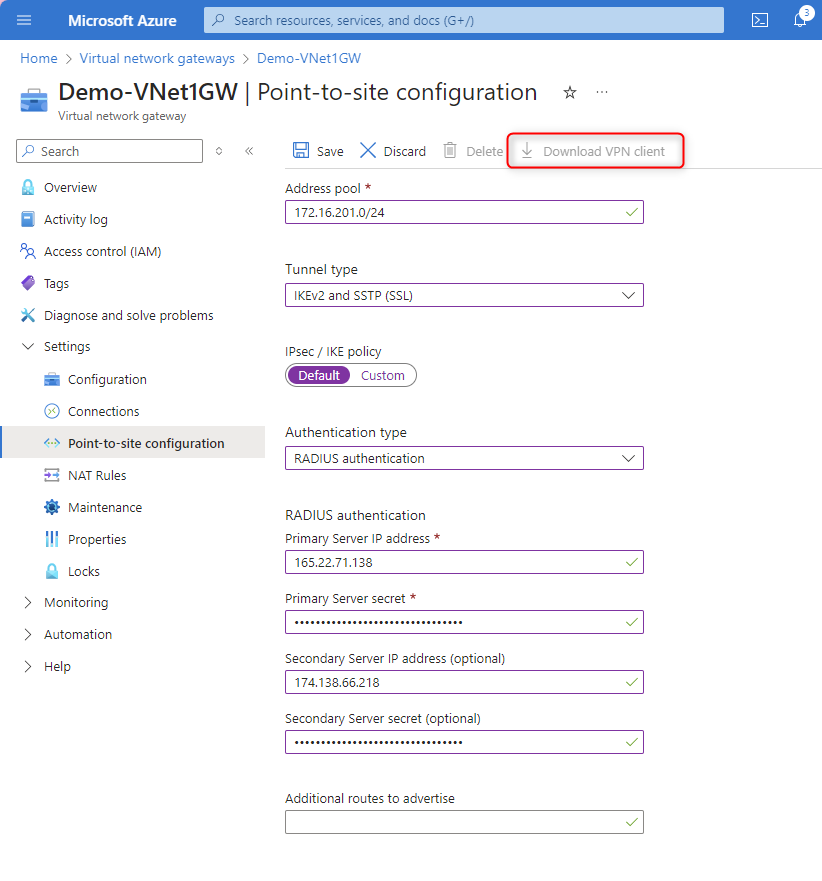 Microsoft Azure
Search resources, services, and docs (G+/)
3
Home > Virtual network gateways > Demo-VNet1GW
Demo-VNet1GW | Point-to-site configuration
Virtual network gateway
Search
Save
Discard
Delete
Download VPN client
Overview
Activity log
Access control (IAM)
Tags
Diagnose and solve problems
Settings
Configuration
Connections
Point-to-site configuration
NAT Rules
Maintenance
Properties
Locks
Monitoring
Automation
Help
Address pool *
172.16.201.0/24
Tunnel type
IKEv2 and SSTP (SSL)
IPsec / IKE policy
Default
Custom
Authentication type
RADIUS authentication
RADIUS authentication
Primary Server IP address *
165.22.71.138
Primary Server secret *
••••••••••••••••••••••••••••••••
Secondary Server IP address (optional)
174.138.66.218
Secondary Server secret (optional)
••••••••••••••••••••••••••••••••
Additional routes to advertise